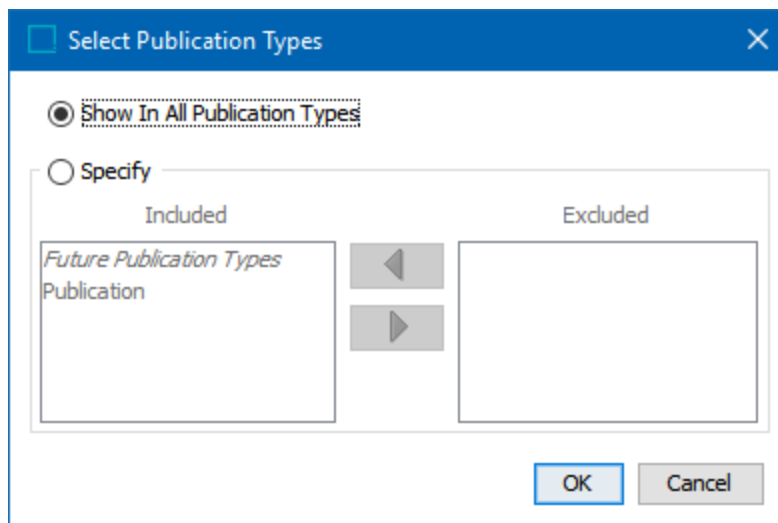 Select Publication Types
Show In All Publication Types
Specify
Included
Excluded
Future Publication Types
Publication
OK
Cancel